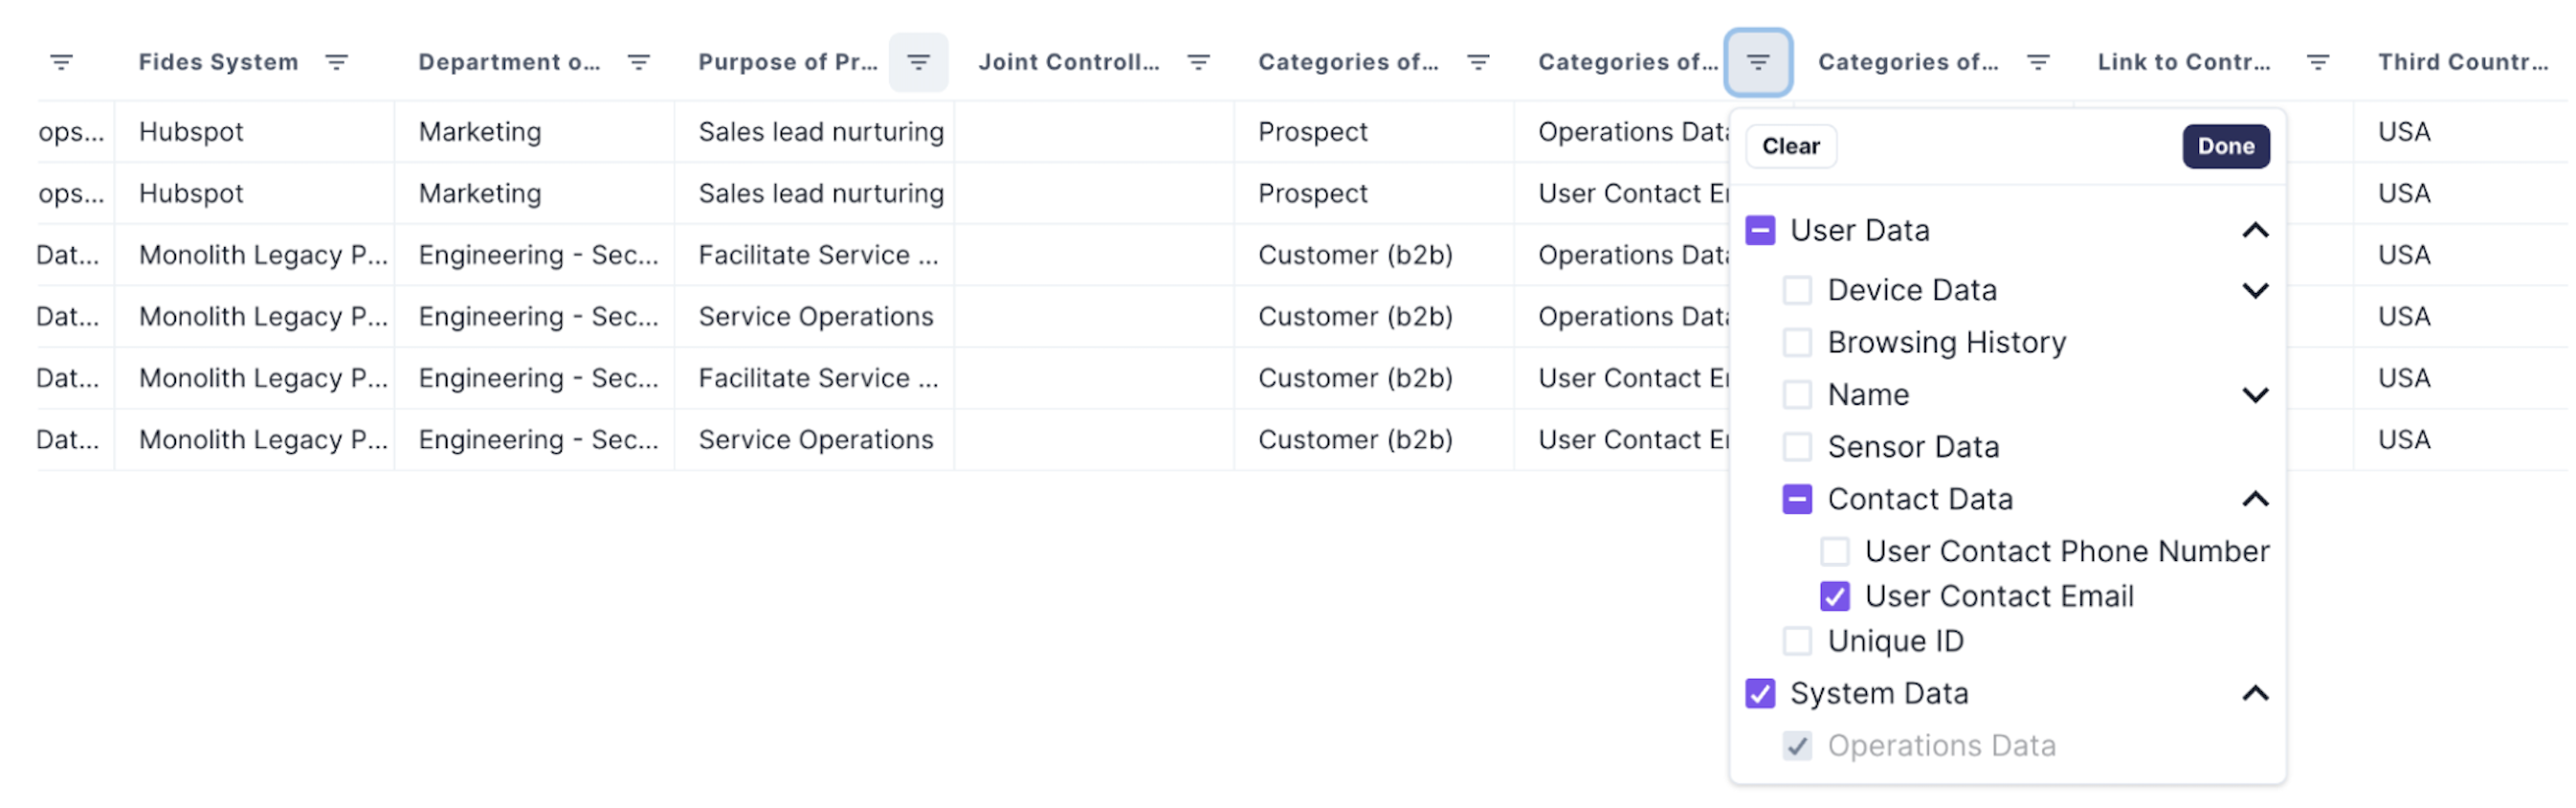 Fides System Department o... Purpose of Pr... Joint Controll... Categories of... Categories of... Categories of... Link to Contr... Third Countr...
ops... Hubspot Marketing Sales lead nurturing Prospect Operations Data USA
ops... Hubspot Marketing Sales lead nurturing Prospect User Contact USA
Dat... Monolith Legacy P... Engineering - Sec... Facilitate Service ... Customer (b2b) Operations Data USA
Dat... Monolith Legacy P... Engineering - Sec... Service Operations Customer (b2b) Operations Data USA
Dat... Monolith Legacy P... Engineering - Sec... Facilitate Service ... Customer (b2b) User Contact USA
Dat... Monolith Legacy P... Engineering - Sec... Service Operations Customer (b2b) User Contact USA
Clear Done
User Data
Device Data
Browsing History
Name
Sensor Data
Contact Data
User Contact Phone Number
User Contact Email
Unique ID
System Data
Operations Data